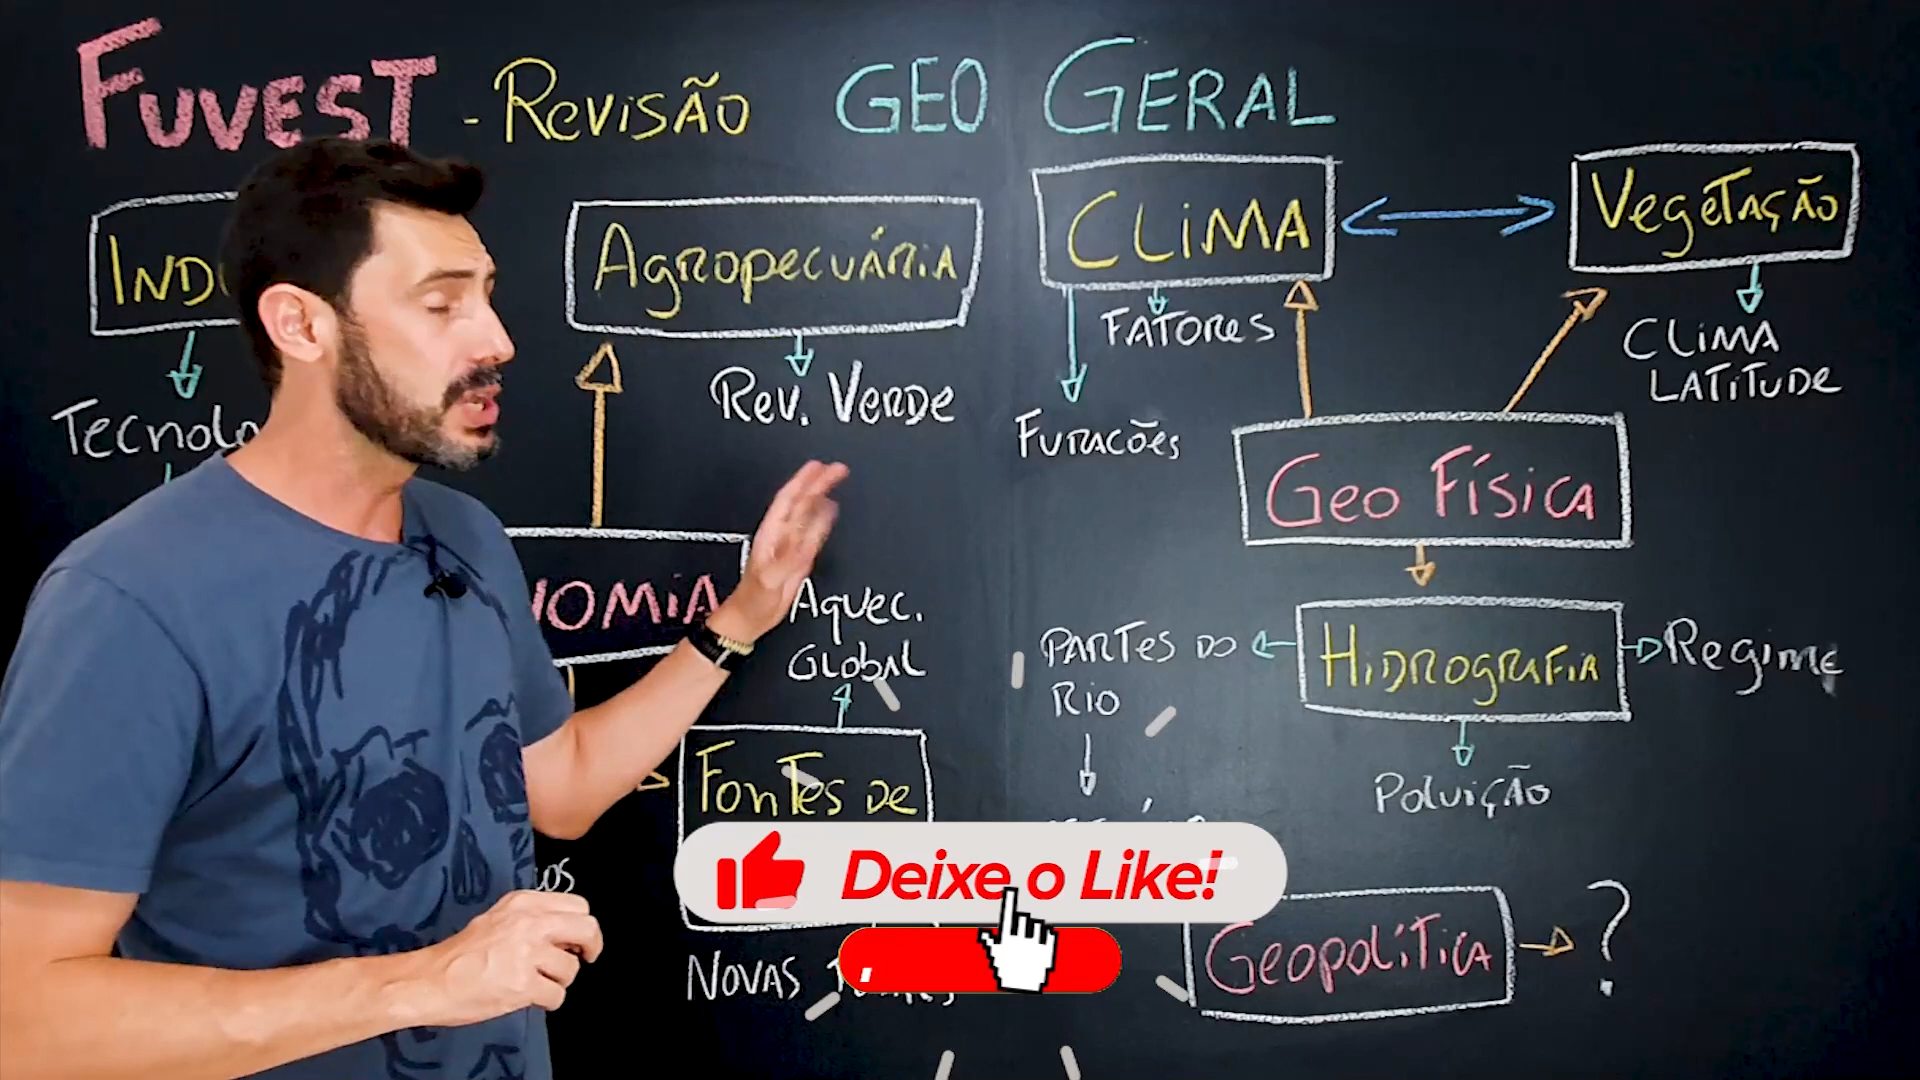 FUVEST - REVISÃO GEO GERAL
AGROPECUÁRIA
REV. VERDE
CLIMA
FATORES
FURACÕES
VEGETAÇÃO
CLIMA
LATITUDE
GEO FÍSICA
AQUEC.
GLOBAL
FONTES DE
NOVAS
PARTES DO
RIO
HIDROGRAFIA
REGIME
POLUIÇÃO
GEOPOLÍTICA
?
Deixe o Like!